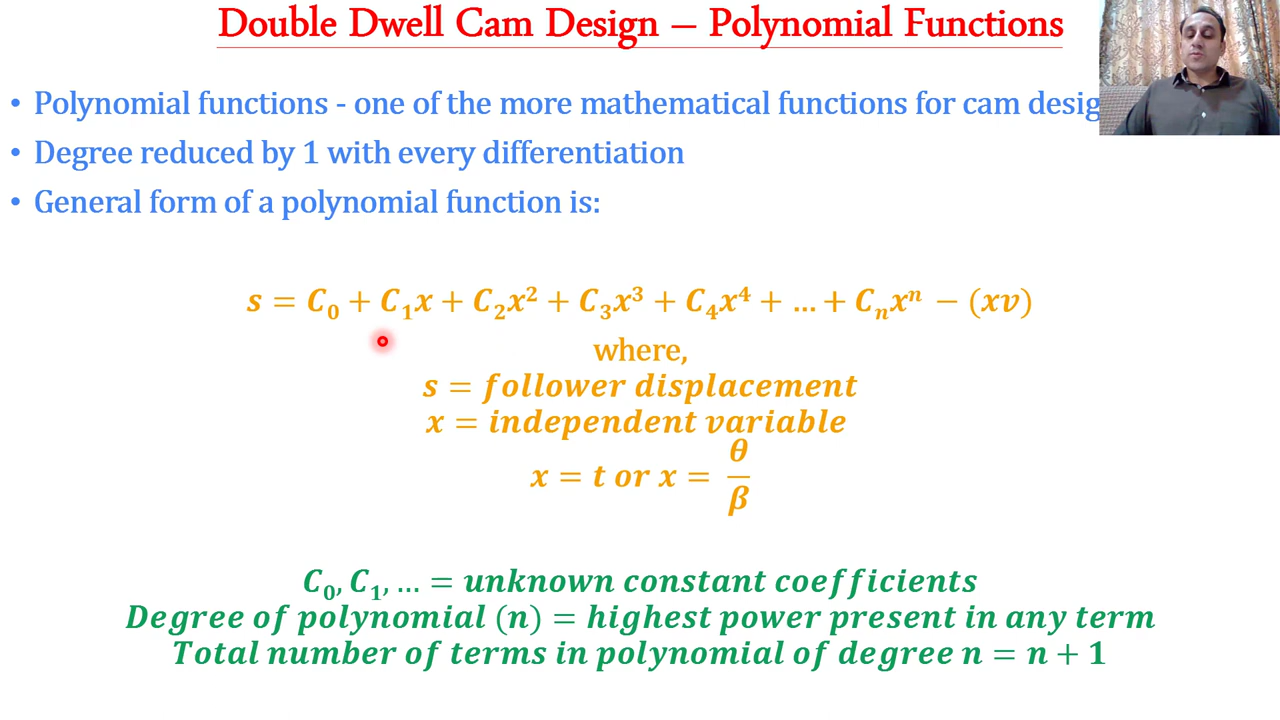 Double Dwell Cam Design – Polynomial Functions
• Polynomial functions - one of the more mathematical functions for cam desig
• Degree reduced by 1 with every differentiation
• General form of a polynomial function is:
s = C₀ + C₁x + C₂x² + C₃x³ + C₄x⁴ + … + Cₙxⁿ − (xv)
where,
s = follower displacement
x = independent variable
x = t or x = θ/β
C₀, C₁, … = unknown constant coefficients
Degree of polynomial (n) = highest power present in any term
Total number of terms in polynomial of degree n = n + 1